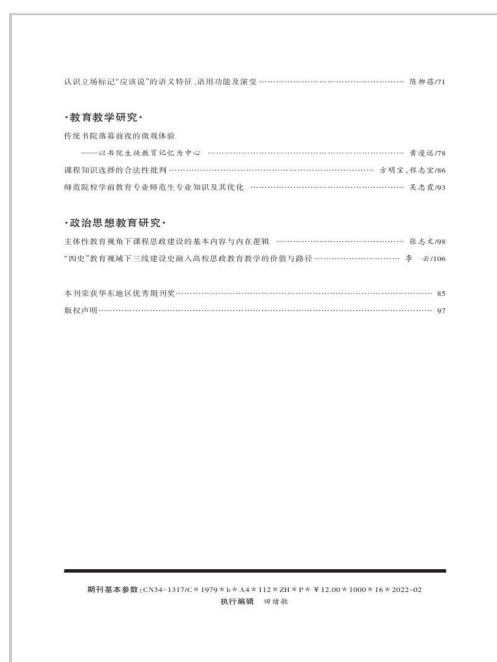 认识立场标记“应该说”的语义特征、语用功能及演变 …………………………………………… 陈柳蓓/71
·教育教学研究·
传统书院落幕前夜的微观体验
——以书院生徒教育记忆为中心 …………………………………………………… 黄漫远/78
课程知识选择的合法性批判 ……………………………………………………… 方明宝,程志宏/86
师范院校学前教育专业师范生专业知识及其优化 ………………………………………… 吴忠霞/93
·政治思想教育研究·
主体性教育视角下课程思政建设的基本内容与内在逻辑 …………………………………… 张志文/98
“四史”教育视域下三线建设史融入高校思政教育教学的价值与路径 ………………………… 李 云/106
本刊荣获华东地区优秀期刊奖 ……………………………………………………………… 85
版权声明 …………………………………………………………………………………… 97
期刊基本参数:CN34-1317/C*1979*b*A4*112*ZH*P*￥12.00*1000*16*2022-02
执行编辑 田绪敏